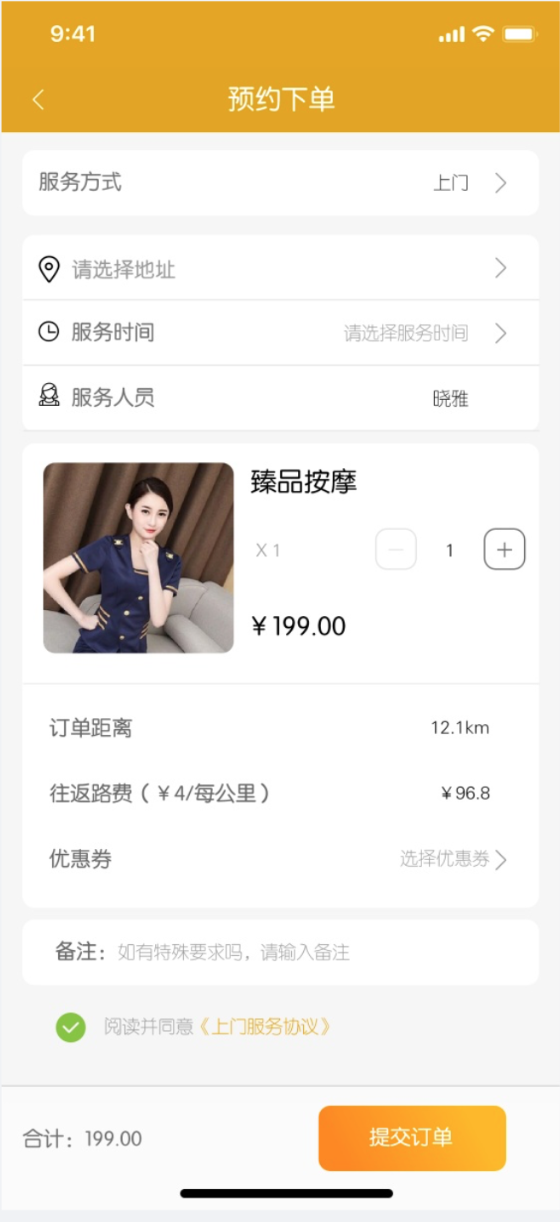 9:41
预约下单
服务方式 上门
请选择地址
服务时间 请选择服务时间
服务人员 晓雅
臻品按摩
X 1 1
¥ 199.00
订单距离 12.1km
往返路费（¥4/每公里） ¥96.8
优惠券 选择优惠券
备注：如有特殊要求吗，请输入备注
阅读并同意《上门服务协议》
合计：199.00 提交订单